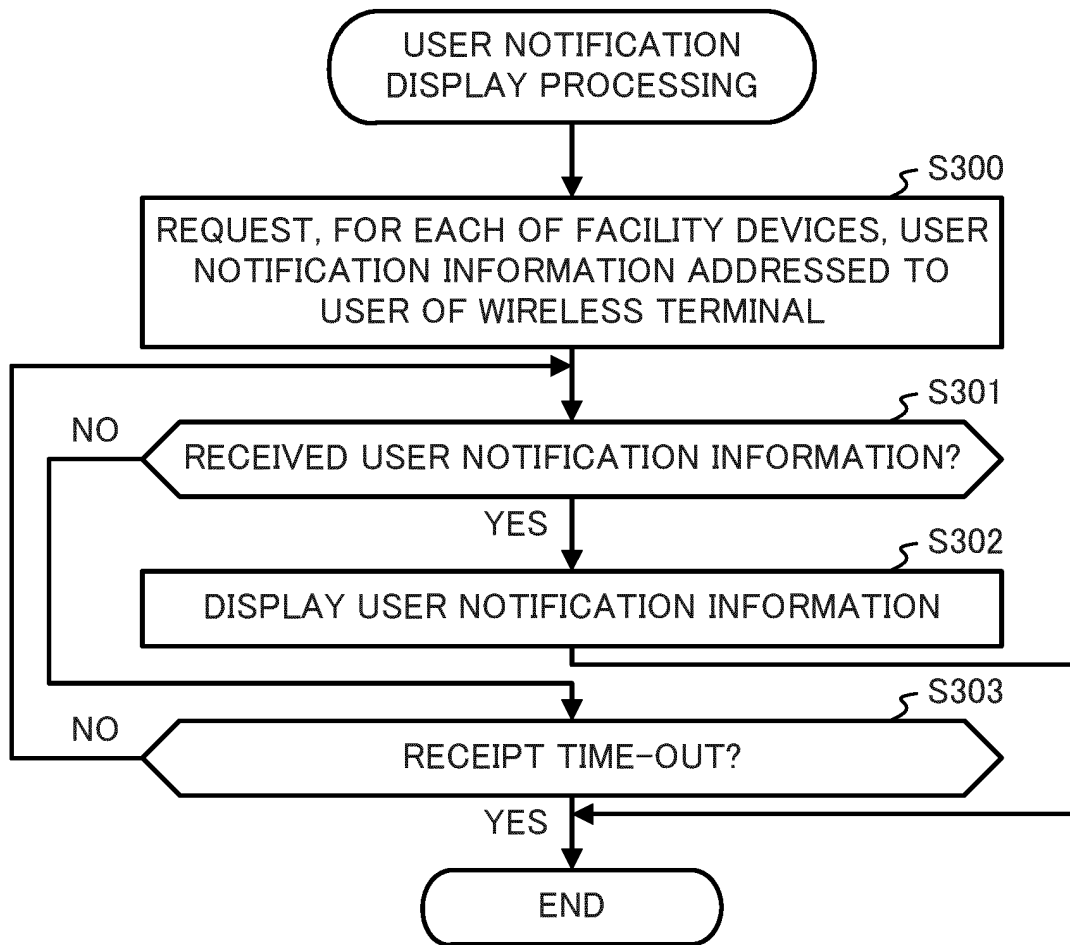 USER NOTIFICATION
DISPLAY PROCESSING
S300
REQUEST, FOR EACH OF FACILITY DEVICES, USER
NOTIFICATION INFORMATION ADDRESSED TO
USER OF WIRELESS TERMINAL
S301
NO
RECEIVED USER NOTIFICATION INFORMATION?
YES
S302
DISPLAY USER NOTIFICATION INFORMATION
S303
NO
RECEIPT TIME-OUT?
YES
END